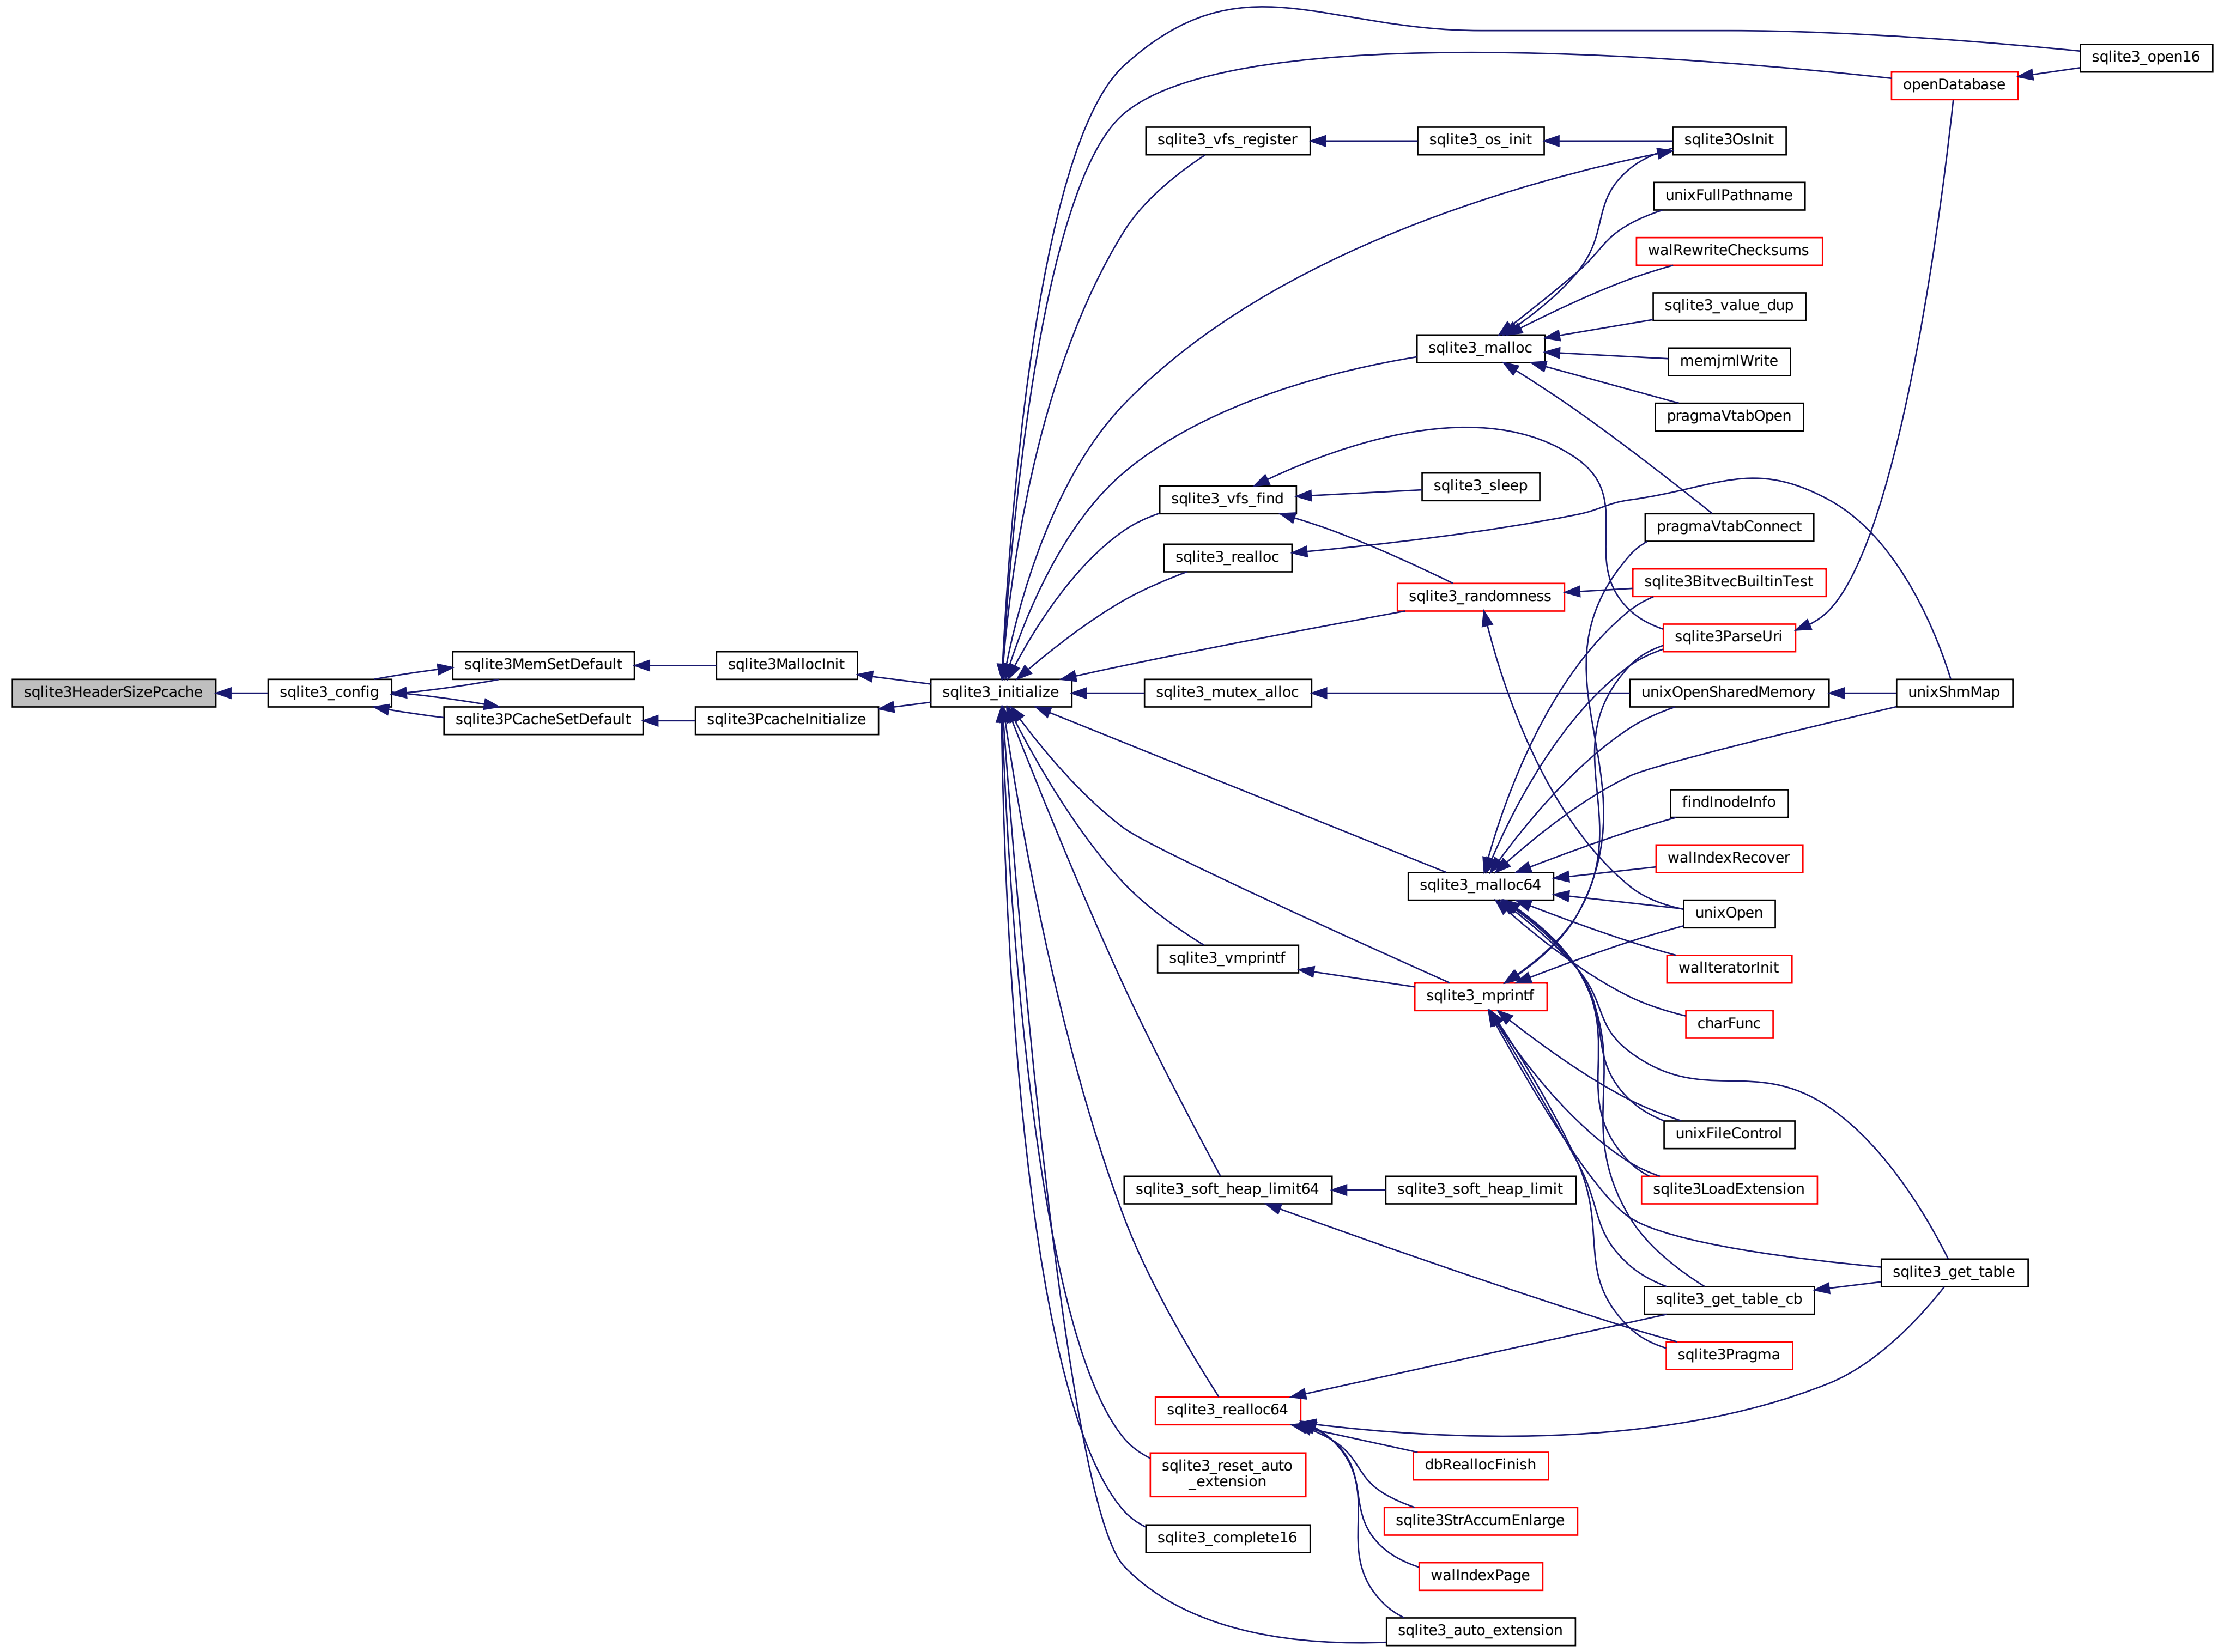 sqlite3_open16
openDatabase
sqlite3_vfs_register
sqlite3_os_init
sqlite3OsInit
unixFullPathname
walRewriteChecksums
sqlite3_value_dup
sqlite3_malloc
memjrnlWrite
pragmaVtabOpen
sqlite3_vfs_find
sqlite3_sleep
pragmaVtabConnect
sqlite3_realloc
sqlite3_randomness
sqlite3BitvecBuiltinTest
sqlite3ParseUri
sqlite3HeaderSizePcache
sqlite3_config
sqlite3MemSetDefault
sqlite3PCacheSetDefault
sqlite3MallocInit
sqlite3PcacheInitialize
sqlite3_initialize
sqlite3_mutex_alloc
unixOpenSharedMemory
unixShmMap
findInodeInfo
walIndexRecover
sqlite3_malloc64
unixOpen
sqlite3_vmprintf
walIteratorInit
sqlite3_mprintf
charFunc
unixFileControl
sqlite3_soft_heap_limit64
sqlite3_soft_heap_limit
sqlite3LoadExtension
sqlite3_get_table
sqlite3_get_table_cb
sqlite3Pragma
sqlite3_realloc64
dbReallocFinish
sqlite3_reset_auto
_extension
sqlite3StrAccumEnlarge
sqlite3_complete16
walIndexPage
sqlite3_auto_extension